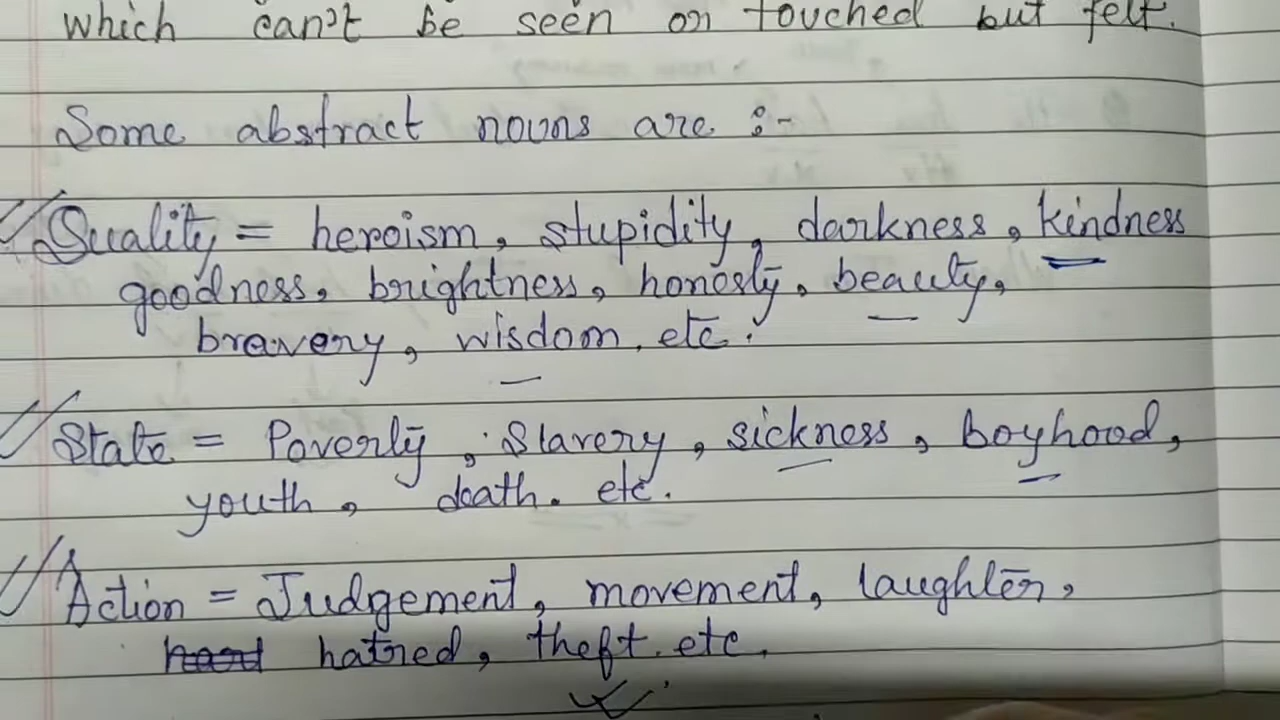 which can't be seen or touched but felt.
Some abstract nouns are :-
Quality = heroism, stupidity, darkness, kindness
goodness, brightness, honesty, beauty,
bravery, wisdom, etc.
State = Poverty, Slavery, sickness, boyhood,
youth, death. etc.
Action = Judgement, movement, laughter,
hatred, theft. etc.